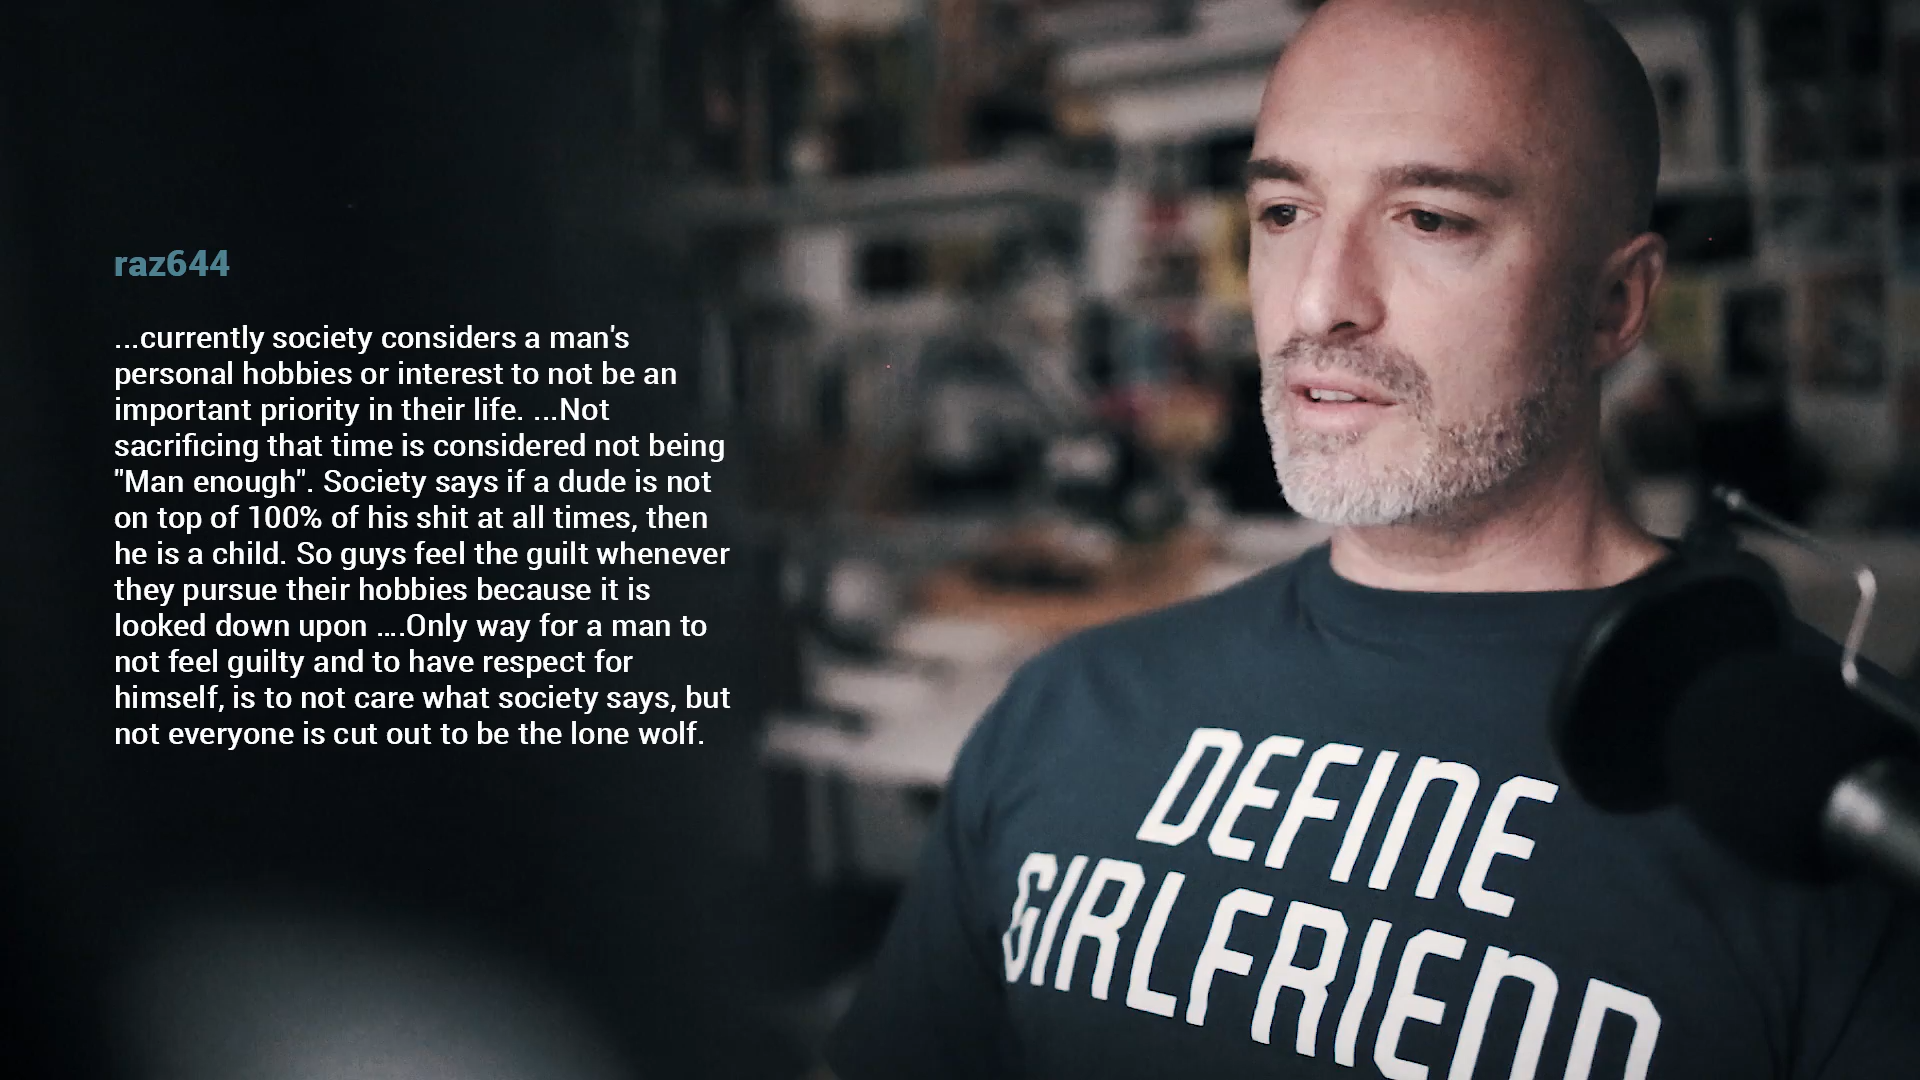 raz644
...currently society considers a man's
personal hobbies or interest to not be an
important priority in their life. ...Not
sacrificing that time is considered not being
"Man enough". Society says if a dude is not
on top of 100% of his shit at all times, then
he is a child. So guys feel the guilt whenever
they pursue their hobbies because it is
looked down upon ....Only way for a man to
not feel guilty and to have respect for
himself, is to not care what society says, but
not everyone is cut out to be the lone wolf.
DEFINE
GIRLFRIEND